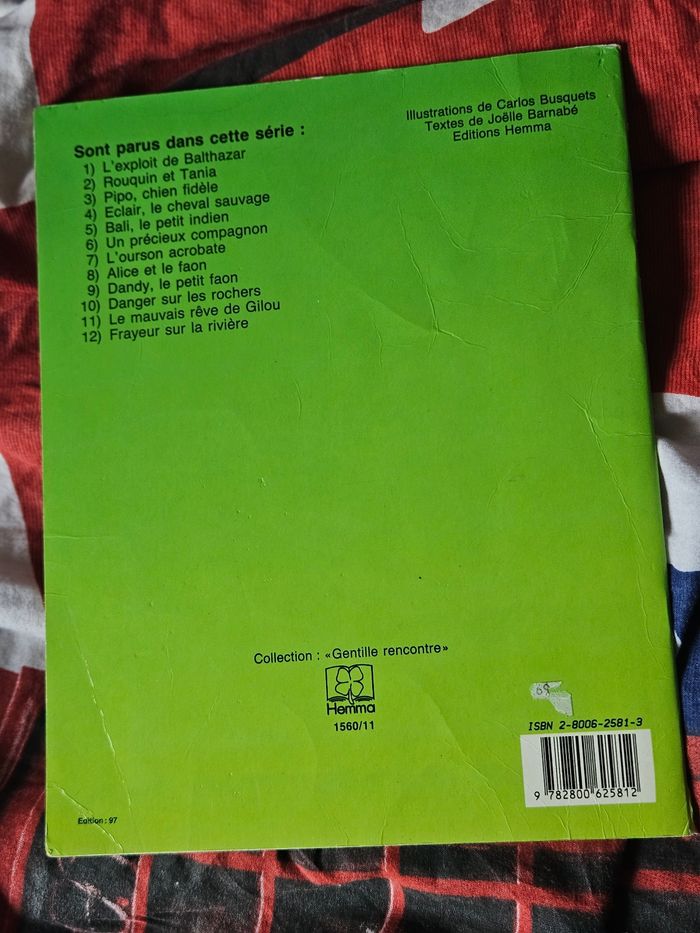 Sont parus dans cette série :
1) L'exploit de Balthazar
2) Rouquin et Tania
3) Pipo, chien fidèle
4) Eclair, le cheval sauvage
5) Bali, le petit indien
6) Un précieux compagnon
7) L'ourson acrobate
8) Alice et le faon
9) Dandy, le petit faon
10) Danger sur les rochers
11) Le mauvais rêve de Gilou
12) Frayeur sur la rivière
Illustrations de Carlos Busquets
Textes de Joëlle Barnabé
Editions Hemma
Collection : «Gentille rencontre»
Hemma
1560/11
ISBN 2-8006-2581-3
9 782800 625812
Edition : 97